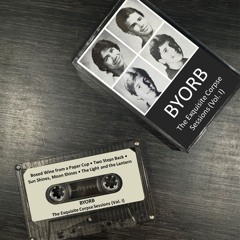 BYORB
The Exquisite Corpse
Sessions (Vol. I)
Boxed Wine from a Paper Cup • Two Steps Back •
Sun Shines, Moon Shines • The Light and the Lantern
BYORB
The Exquisite Corpse Sessions (Vol. I)